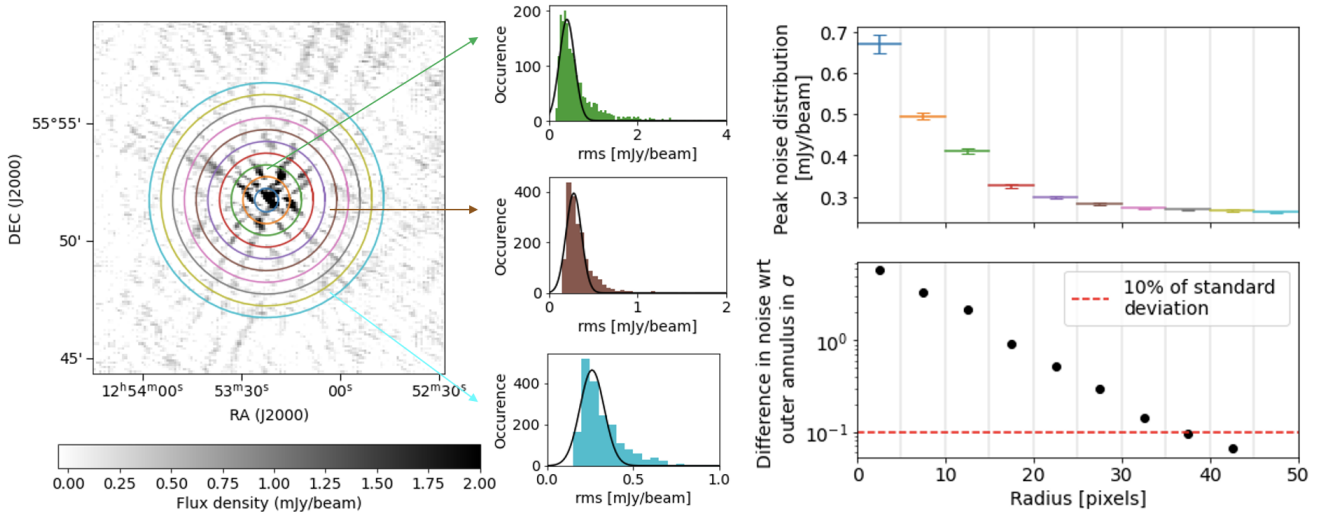 55°55'
50'
45'
DEC (J2000)
12ʰ54ᵐ00ˢ
53ᵐ30ˢ
00ˢ
52ᵐ30ˢ
RA (J2000)
0.00 0.25 0.50 0.75 1.00 1.25 1.50 1.75 2.00
Flux density (mJy/beam)
200
100
0
Occurence
0 2 4
rms [mJy/beam]
400
200
0
Occurence
0 1 2
rms [mJy/beam]
400
200
0
Occurence
0.0 0.5 1.0
rms [mJy/beam]
Peak noise distribution
[mJy/beam]
0.7
0.6
0.5
0.4
0.3
Difference in noise wrt
outer annulus in σ
10⁰
10⁻¹
10% of standard
deviation
0 10 20 30 40 50
Radius [pixels]